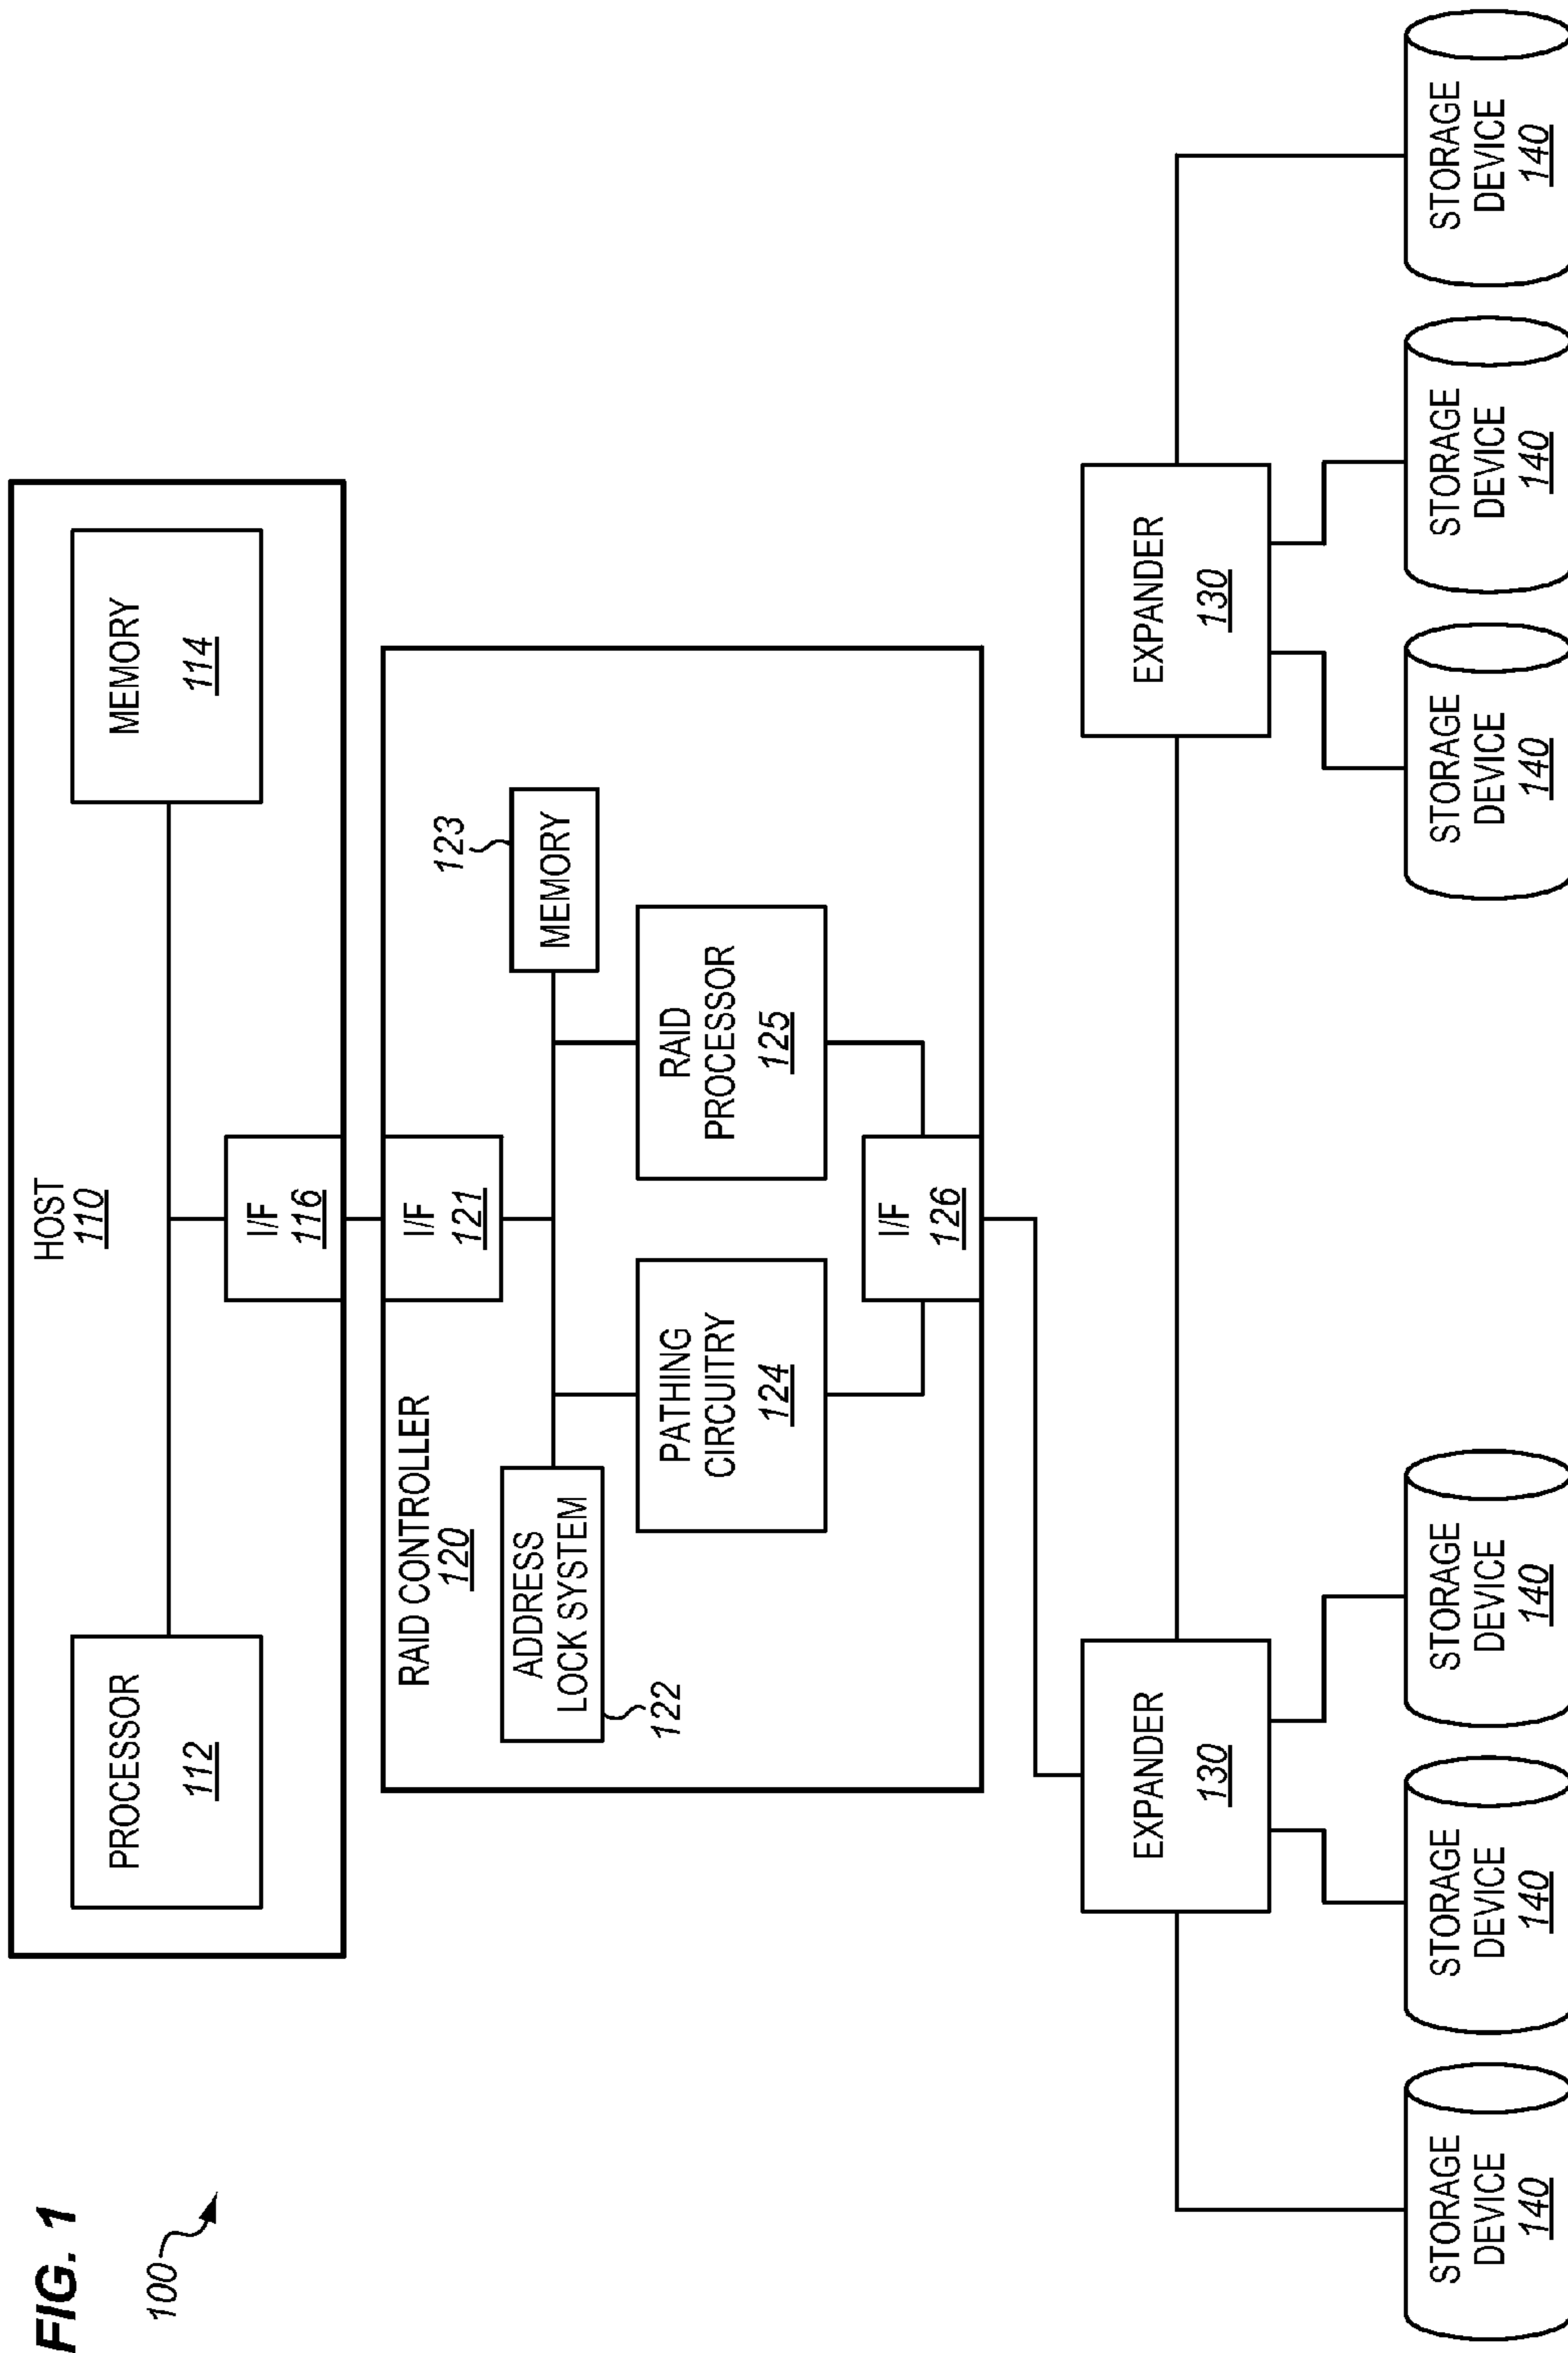 FIG. 1
100
HOST
110
PROCESSOR
112
MEMORY
114
I/F
116
RAID CONTROLLER
120
I/F
121
ADDRESS
LOCK SYSTEM
122
MEMORY
123
PATHING
CIRCUITRY
124
RAID
PROCESSOR
125
I/F
126
EXPANDER
130
EXPANDER
130
STORAGE
DEVICE
140
STORAGE
DEVICE
140
STORAGE
DEVICE
140
STORAGE
DEVICE
140
STORAGE
DEVICE
140
STORAGE
DEVICE
140